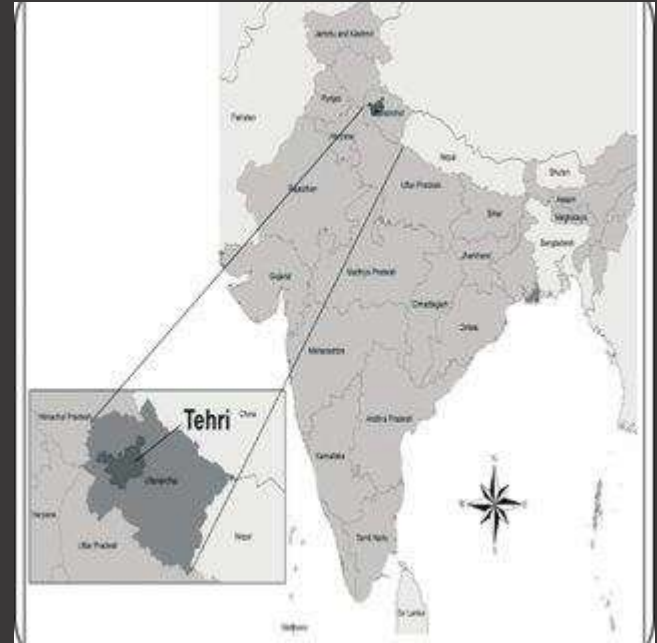 Jammu and Kashmir
Punjab
Pakistan
Haryana
Nepal
Bhutan
Rajasthan
Uttar Pradesh
Assam
Bihar
Meghalaya
Bangladesh
Jharkhand
Gujarat
Madhya Pradesh
Chhattisgarh
Orissa
Maharashtra
Andhra Pradesh
Karnataka
Tamil Nadu
Sri Lanka
Himachal Pradesh
China
Tehri
Haryana
Uttar Pradesh
Nepal